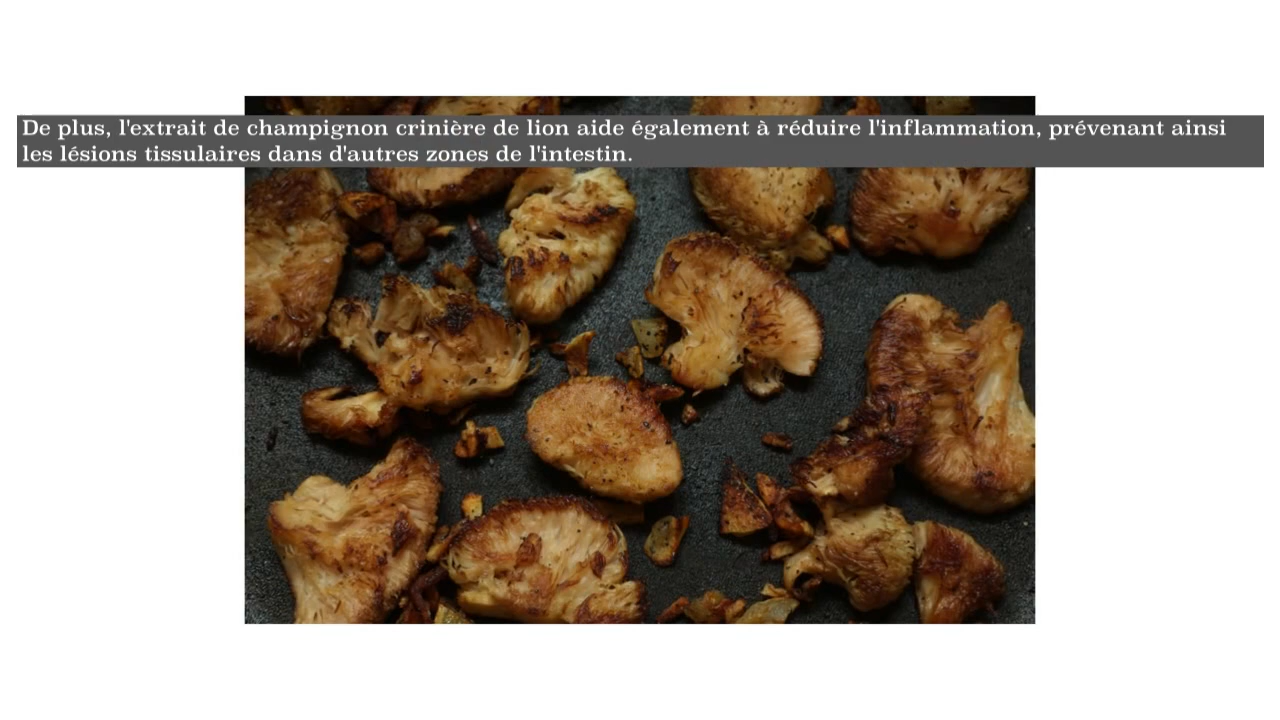 De plus, l'extrait de champignon crinière de lion aide également à réduire l'inflammation, prévenant ainsi
les lésions tissulaires dans d'autres zones de l'intestin.